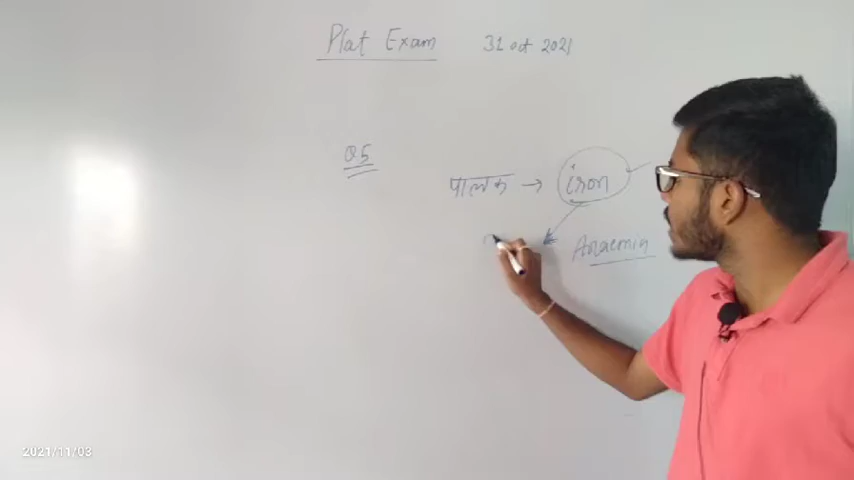 Plat Exam 31 oct 2021
Q5
पालक → iron
Anaemia
2021/11/03